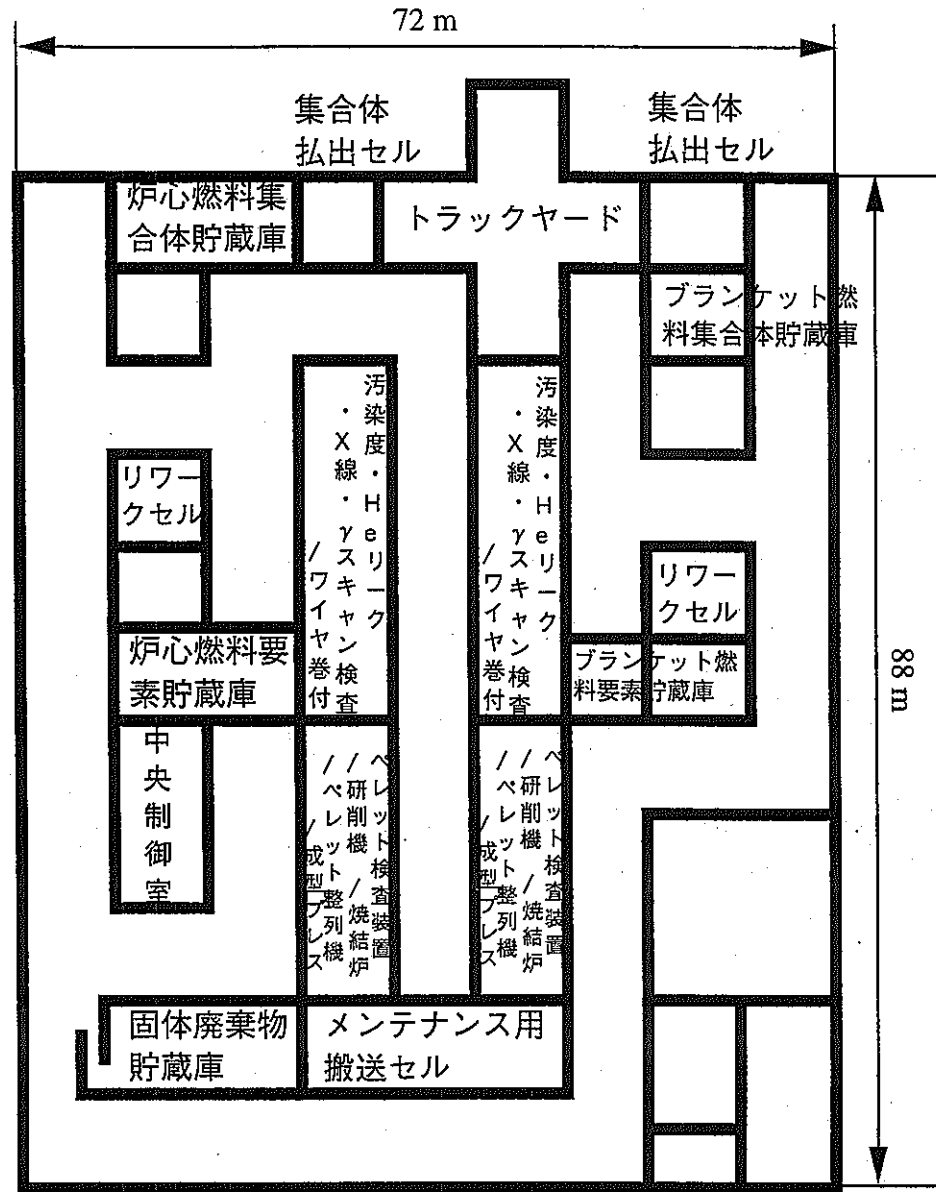 72 m
集合体
払出セル
集合体
払出セル
炉心燃料集
合体貯蔵庫
トラックヤード
ブランケット燃
料集合体貯蔵庫
汚染度・Heリーク
・X線・γスキャン検査
/ワイヤ巻付
汚染度・Heリーク
・X線・γスキャン検査
/ワイヤ巻付
リワー
クセル
リワー
クセル
炉心燃料要
素貯蔵庫
ブランケット燃
料要素貯蔵庫
88 m
中央制御室
ペレット検査装置
/研削機 /焼結炉
/ペレット整列機
/成型プレス
ペレット検査装置
/研削機 /焼結炉
/ペレット整列機
/成型プレス
固体廃棄物
貯蔵庫
メンテナンス用
搬送セル